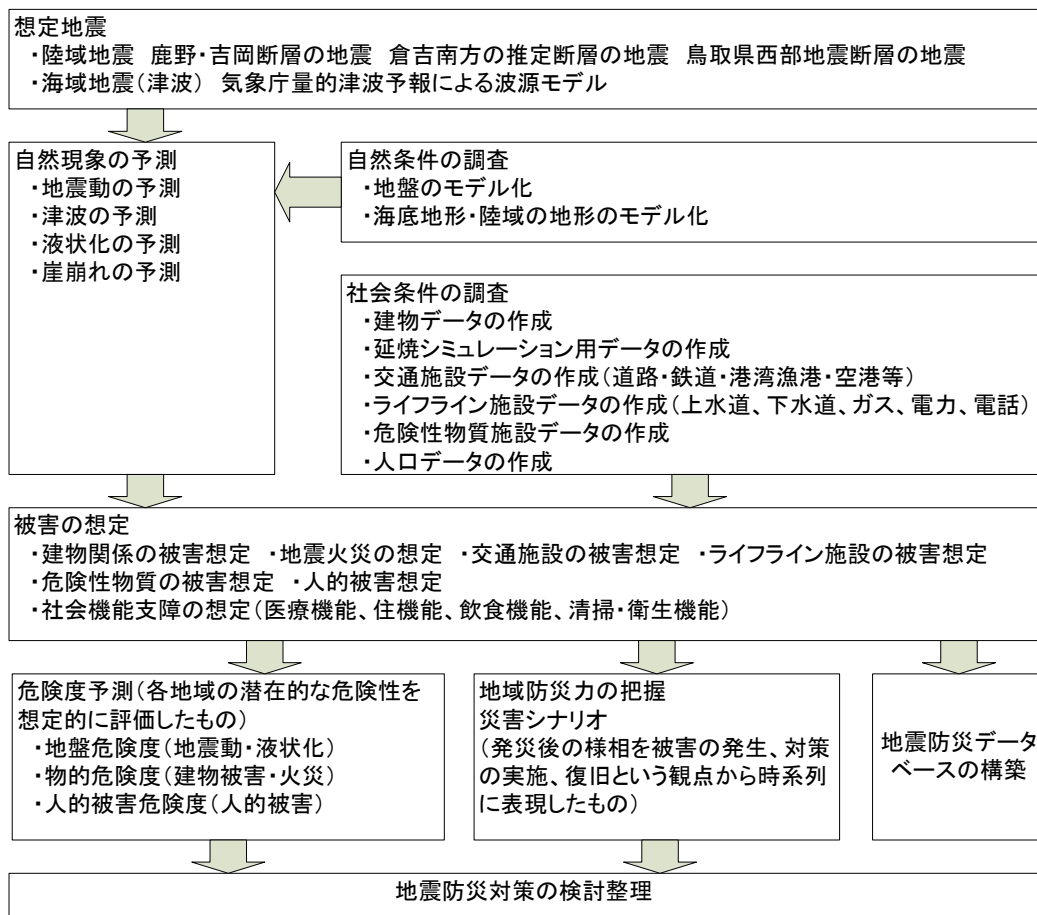 想定地震
・陸域地震 鹿野・吉岡断層の地震 倉吉南方の推定断層の地震 鳥取県西部地震断層の地震
・海域地震(津波) 気象庁量的津波予報による波源モデル
自然現象の予測
・地震動の予測
・津波の予測
・液状化の予測
・崖崩れの予測
自然条件の調査
・地盤のモデル化
・海底地形・陸域の地形のモデル化
社会条件の調査
・建物データの作成
・延焼シミュレーション用データの作成
・交通施設データの作成(道路・鉄道・港湾漁港・空港等)
・ライフライン施設データの作成(上水道、下水道、ガス、電力、電話)
・危険性物質施設データの作成
・人口データの作成
被害の想定
・建物関係の被害想定 ・地震火災の想定 ・交通施設の被害想定 ・ライフライン施設の被害想定
・危険性物質の被害想定 ・人的被害想定
・社会機能支障の想定(医療機能、住機能、飲食機能、清掃・衛生機能)
危険度予測(各地域の潜在的な危険性を
想定的に評価したもの)
・地盤危険度(地震動・液状化)
・物的危険度(建物被害・火災)
・人的被害危険度(人的被害)
地域防災力の把握
災害シナリオ
(発災後の様相を被害の発生、対策
の実施、復旧という観点から時系列
に表現したもの)
地震防災データ
ベースの構築
地震防災対策の検討整理